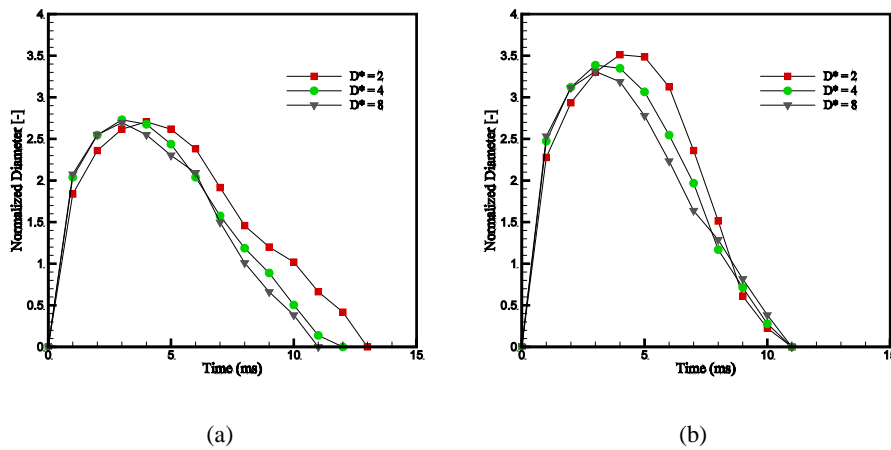 4.
3.5
3.
2.5
2.
1.5
1.
0.5
0.
Normalized Diameter [-]
D* = 2
D* = 4
D* = 8
0. 5. 10. 15.
Time (ms)
(a)
4.
3.5
3.
2.5
2.
1.5
1.
0.5
0.
Normalized Diameter [-]
D* = 2
D* = 4
D* = 8
0. 5. 10. 15
Time (ms)
(b)